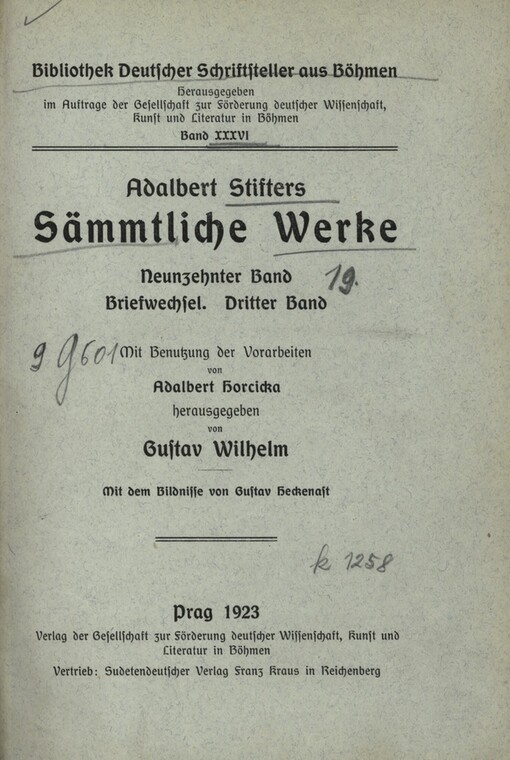 Bibliothek Deutscher Schriftsteller aus Böhmen
Herausgegeben
im Auftrage der Gesellschaft zur Förderung deutscher Wissenschaft,
Kunst und Literatur in Böhmen
Band XXXVI
Adalbert Stifters
Sämmtliche Werke
Neunzehnter Band
19.
Briefwechsel. Dritter Band
9 G 601
Mit Benutzung der Vorarbeiten
von
Adalbert Horcicka
herausgegeben
von
Gustav Wilhelm
Mit dem Bildnisse von Gustav Heckenast
k 1258
Prag 1923
Verlag der Gesellschaft zur Förderung deutscher Wissenschaft, Kunst und
Literatur in Böhmen
Vertrieb: Sudetendeutscher Verlag Franz Kraus in Reichenberg